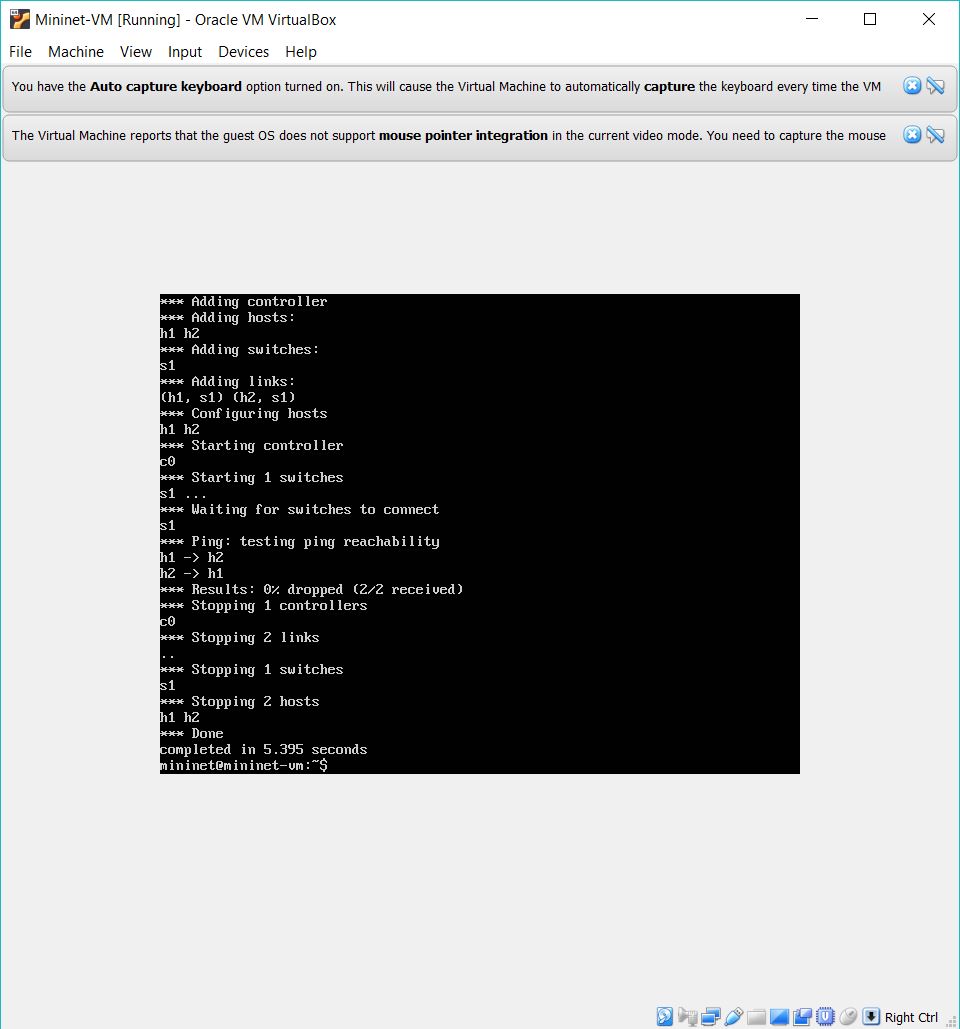 Mininet-VM [Running] - Oracle VM VirtualBox
File Machine View Input Devices Help
You have the Auto capture keyboard option turned on. This will cause the Virtual Machine to automatically capture the keyboard every time the VM
The Virtual Machine reports that the guest OS does not support mouse pointer integration in the current video mode. You need to capture the mouse
*** Adding controller
*** Adding hosts:
h1 h2
*** Adding switches:
s1
*** Adding links:
(h1, s1) (h2, s1)
*** Configuring hosts
h1 h2
*** Starting controller
c0
*** Starting 1 switches
s1 ...
*** Waiting for switches to connect
s1
*** Ping: testing ping reachability
h1 -> h2
h2 -> h1
*** Results: 0% dropped (2/2 received)
*** Stopping 1 controllers
c0
*** Stopping 2 links
..
*** Stopping 1 switches
s1
*** Stopping 2 hosts
h1 h2
*** Done
completed in 5.395 seconds
mininet@mininet-vm:~$
Right Ctrl